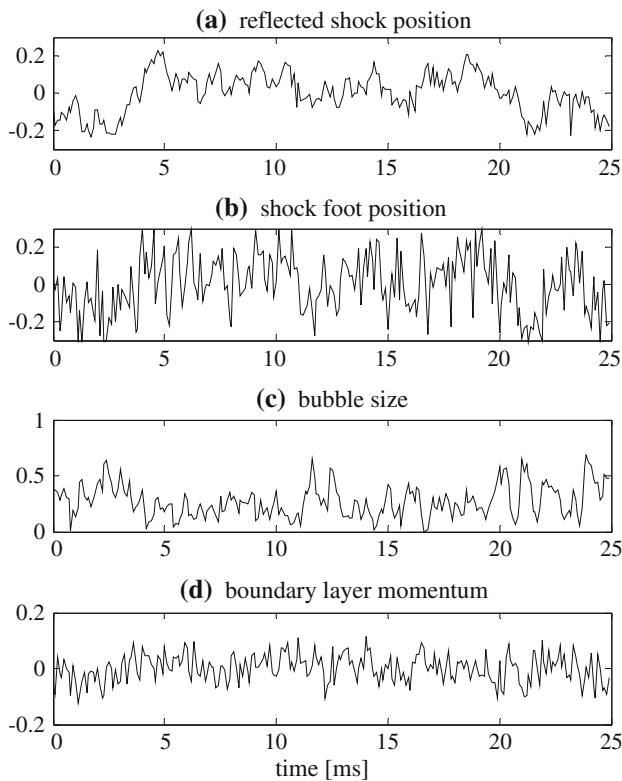 (a) reflected shock position
0.2
0
-0.2
0 5 10 15 20 25
(b) shock foot position
0.2
0
-0.2
0 5 10 15 20 25
(c) bubble size
1
0.5
0
0 5 10 15 20 25
(d) boundary layer momentum
0.2
0
-0.2
0 5 10 15 20 25
time [ms]